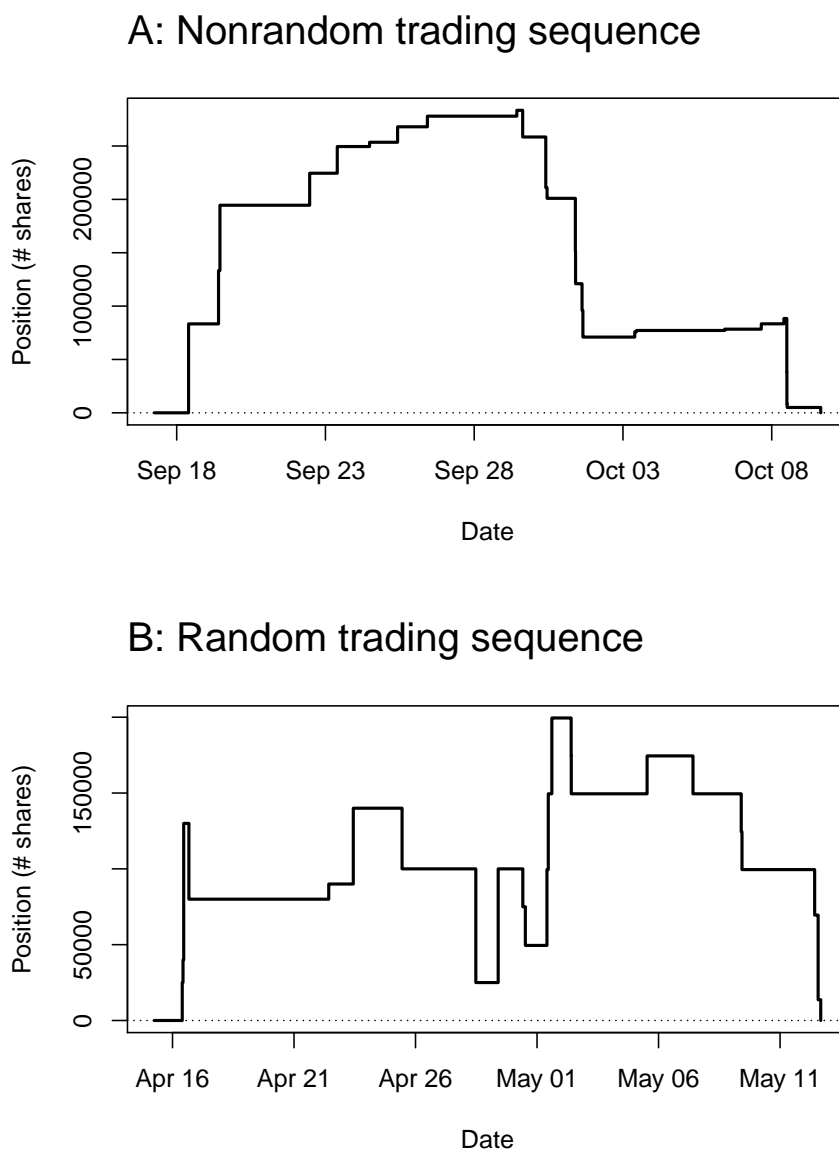 A: Nonrandom trading sequence
Position (# shares)
200000
100000
0
Sep 18 Sep 23 Sep 28 Oct 03 Oct 08
Date
B: Random trading sequence
Position (# shares)
150000
50000
0
Apr 16 Apr 21 Apr 26 May 01 May 06 May 11
Date